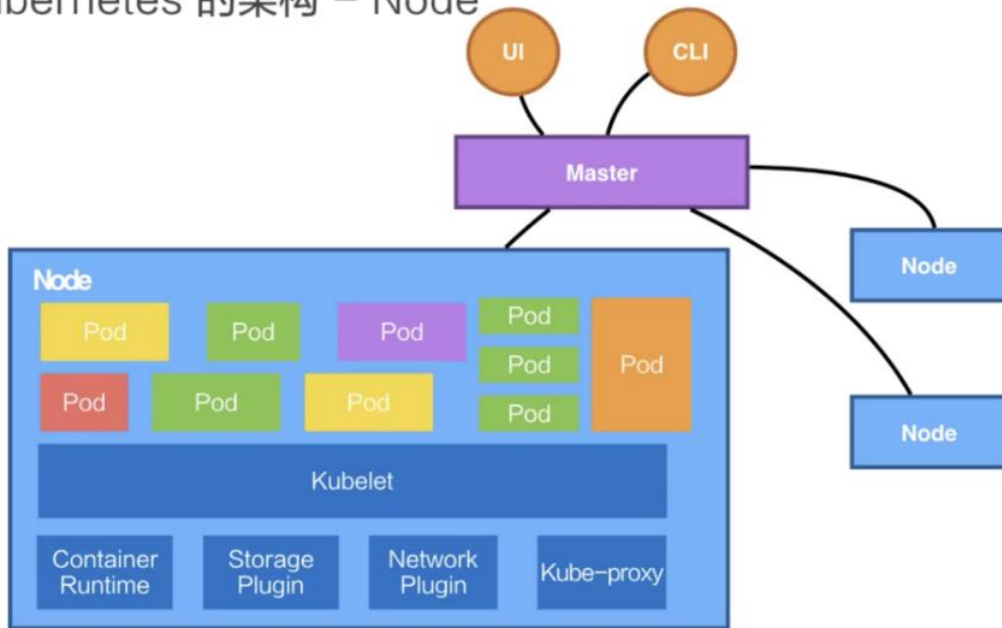 ubernetes 的架构 – Node
UI
CLI
Master
Node
Node
Node
Pod
Pod
Pod
Pod
Pod
Pod
Pod
Pod
Pod
Pod
Kubelet
Container
Runtime
Storage
Plugin
Network
Plugin
Kube-proxy